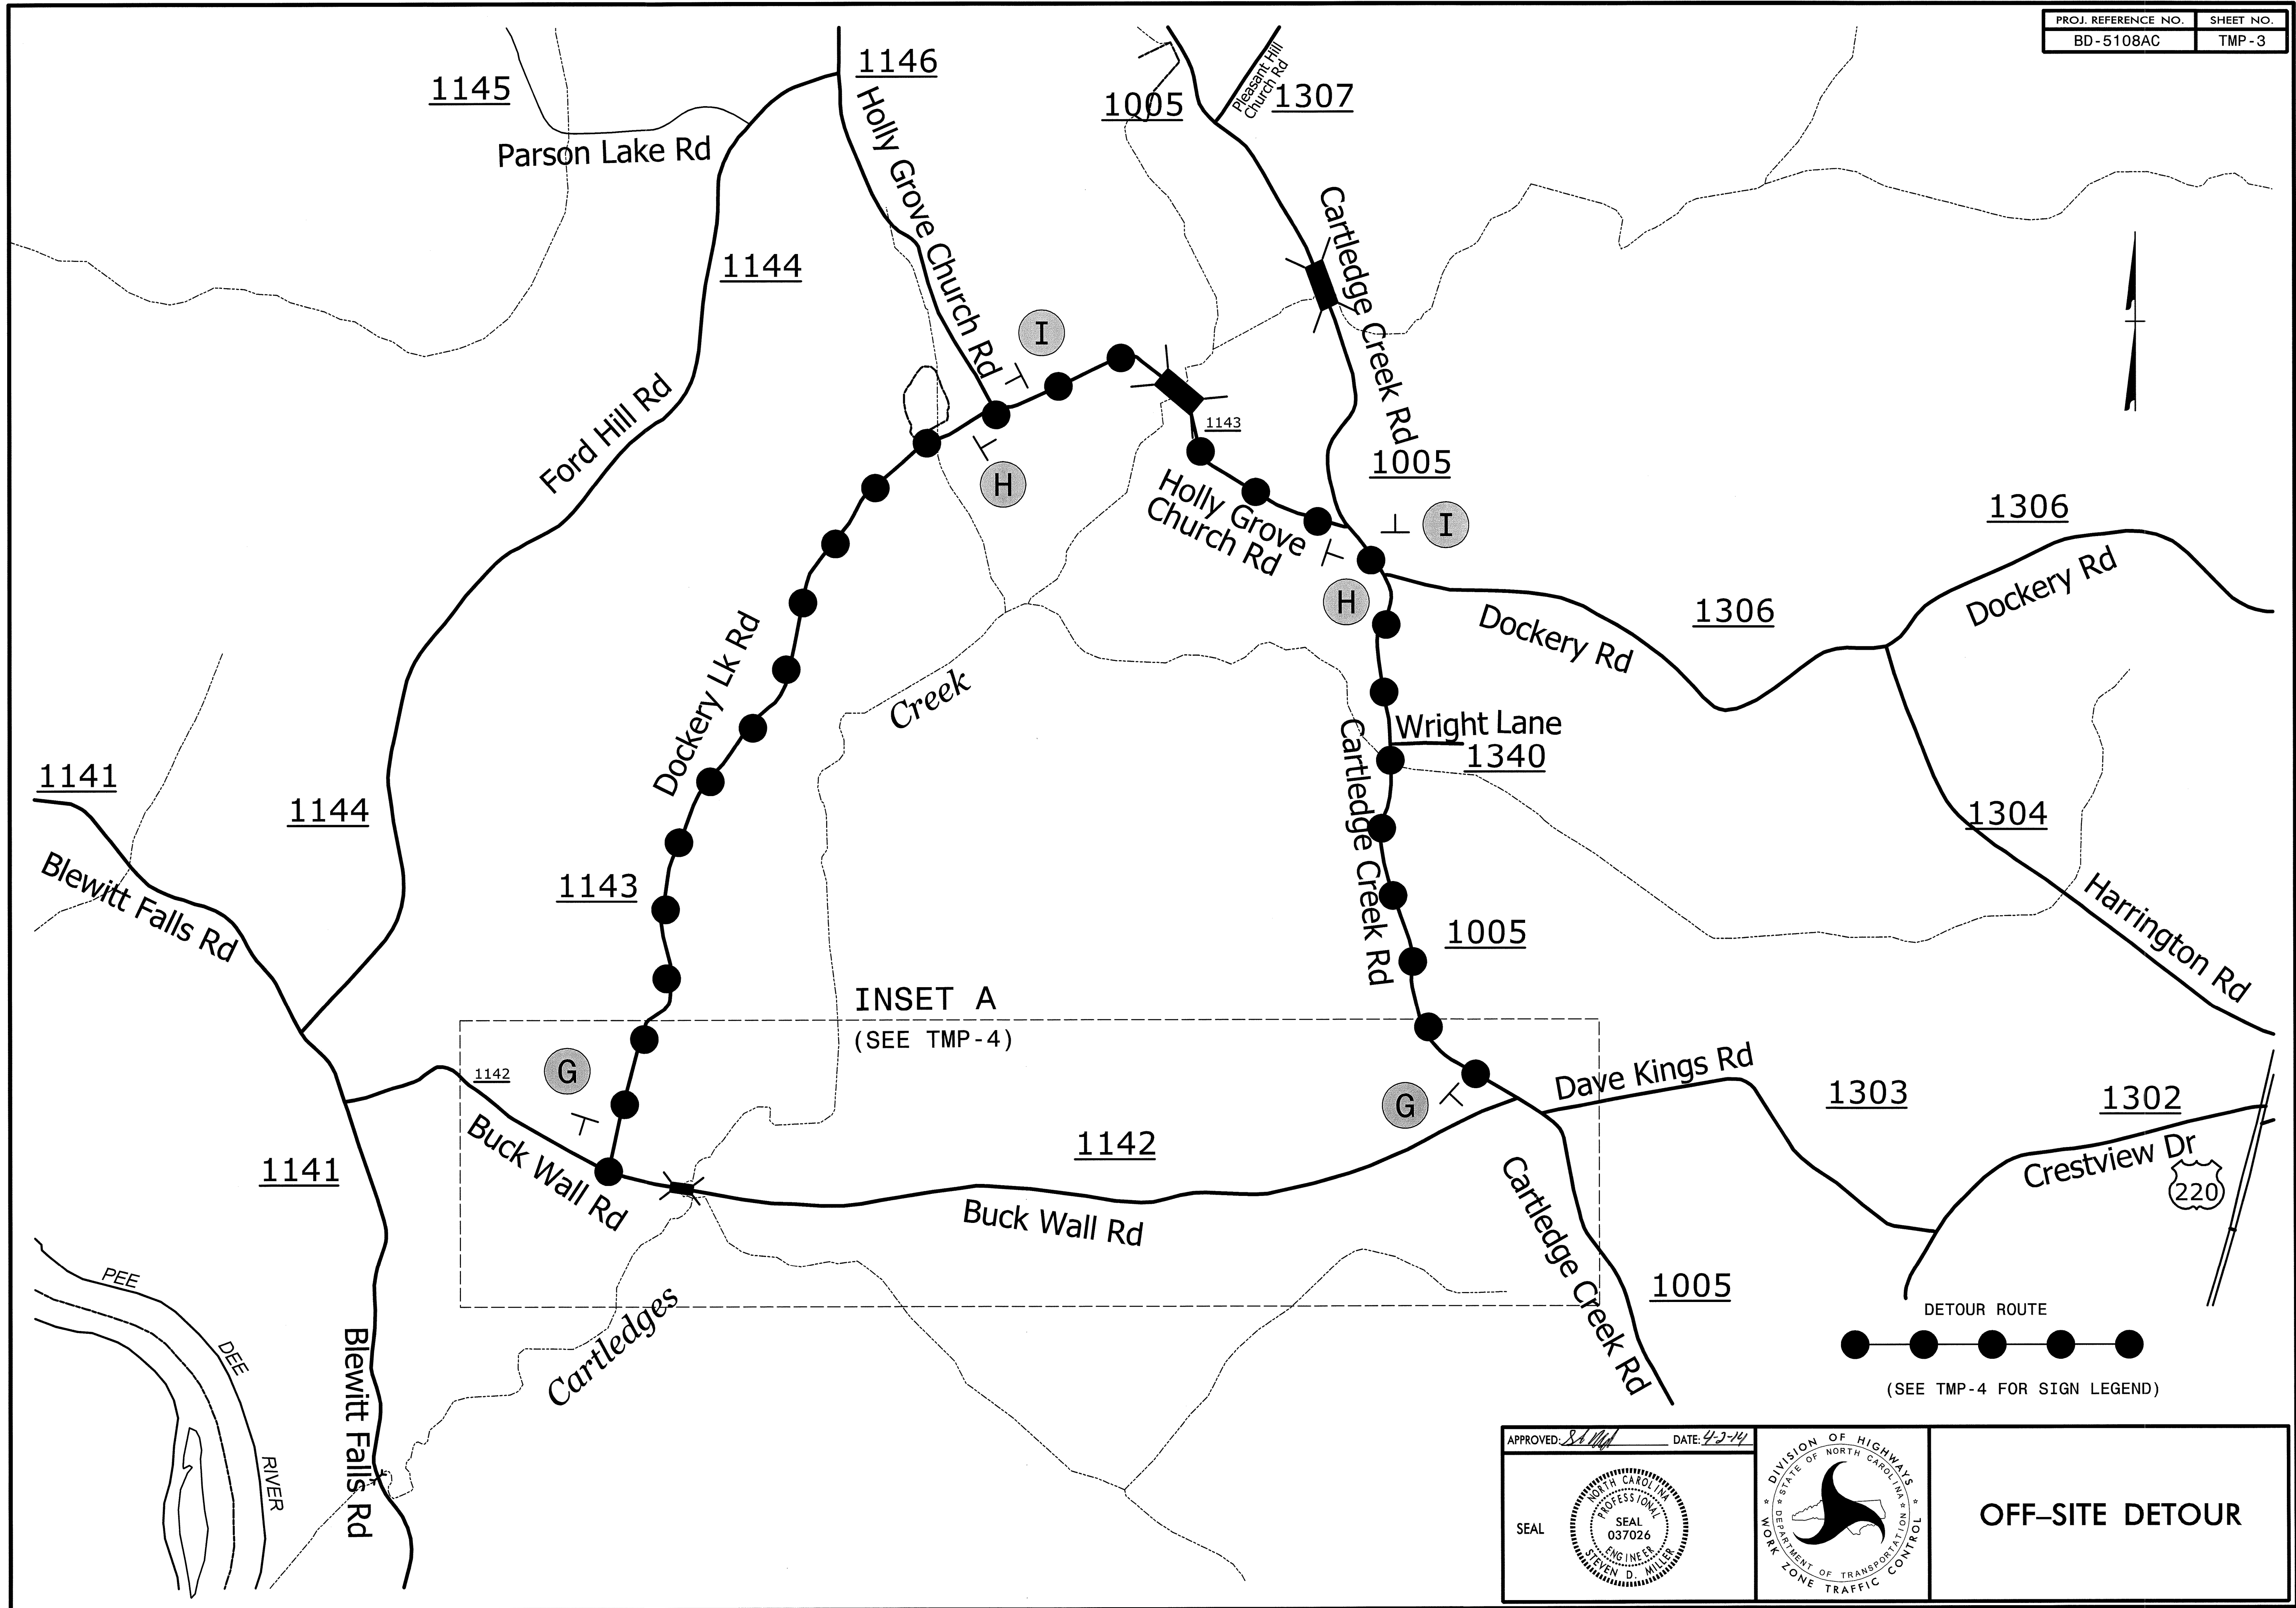 PROJ. REFERENCE NO.
SHEET NO.
BD-5108AC
TMP-3
1145
1146
1005
Pleasant Hill
Church Rd
1307
Parson Lake Rd
Holly Grove Church Rd
1144
Cartledge Creek Rd
I
Ford Hill Rd
1143
H
1005
Holly Grove
Church Rd
I
H
1306
Dockery Rd
1306
Dockery Rd
Dockery Lk Rd
Creek
Wright Lane
1340
Cartledge Creek Rd
1141
1144
1304
Blewitt Falls Rd
1143
1005
Harrington Rd
INSET A
(SEE TMP-4)
1142
G
G
Dave Kings Rd
1303
1302
Crestview Dr
220
1141
Buck Wall Rd
1142
Buck Wall Rd
Cartledge Creek Rd
1005
PEE
DEE
RIVER
Blewitt Falls Rd
Cartledges
DETOUR ROUTE
(SEE TMP-4 FOR SIGN LEGEND)
APPROVED:
DATE: 4-2-14
SEAL
NORTH CAROLINA
PROFESSIONAL
SEAL
037026
ENGINEER
STEVEN D. MILLER
DIVISION OF HIGHWAYS
STATE OF NORTH CAROLINA
DEPARTMENT OF TRANSPORTATION
WORK ZONE TRAFFIC CONTROL
OFF-SITE DETOUR